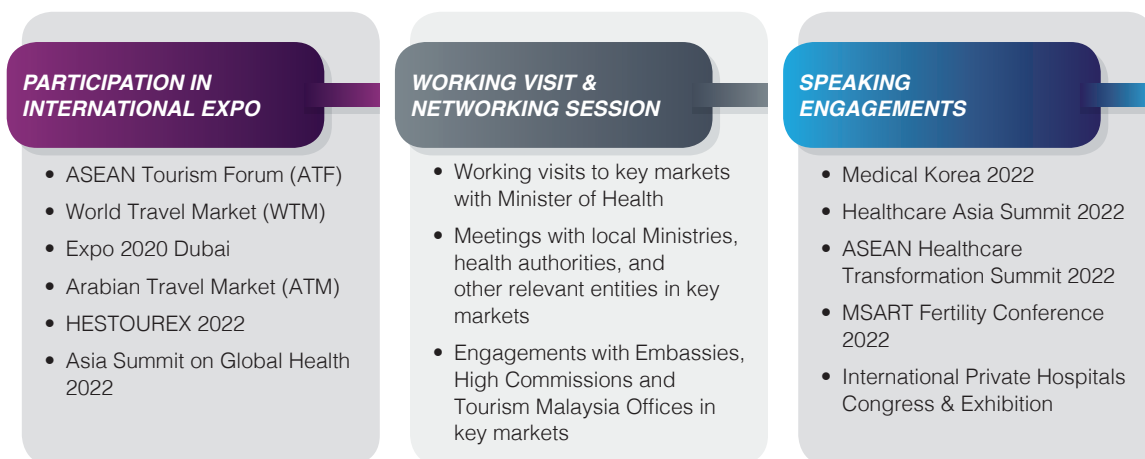 PARTICIPATION IN
INTERNATIONAL EXPO
• ASEAN Tourism Forum (ATF)
• World Travel Market (WTM)
• Expo 2020 Dubai
• Arabian Travel Market (ATM)
• HESTOUREX 2022
• Asia Summit on Global Health
2022
WORKING VISIT &
NETWORKING SESSION
• Working visits to key markets
with Minister of Health
• Meetings with local Ministries,
health authorities, and
other relevant entities in key
markets
• Engagements with Embassies,
High Commissions and
Tourism Malaysia Offices in
key markets
SPEAKING
ENGAGEMENTS
• Medical Korea 2022
• Healthcare Asia Summit 2022
• ASEAN Healthcare
Transformation Summit 2022
• MSART Fertility Conference
2022
• International Private Hospitals
Congress & Exhibition